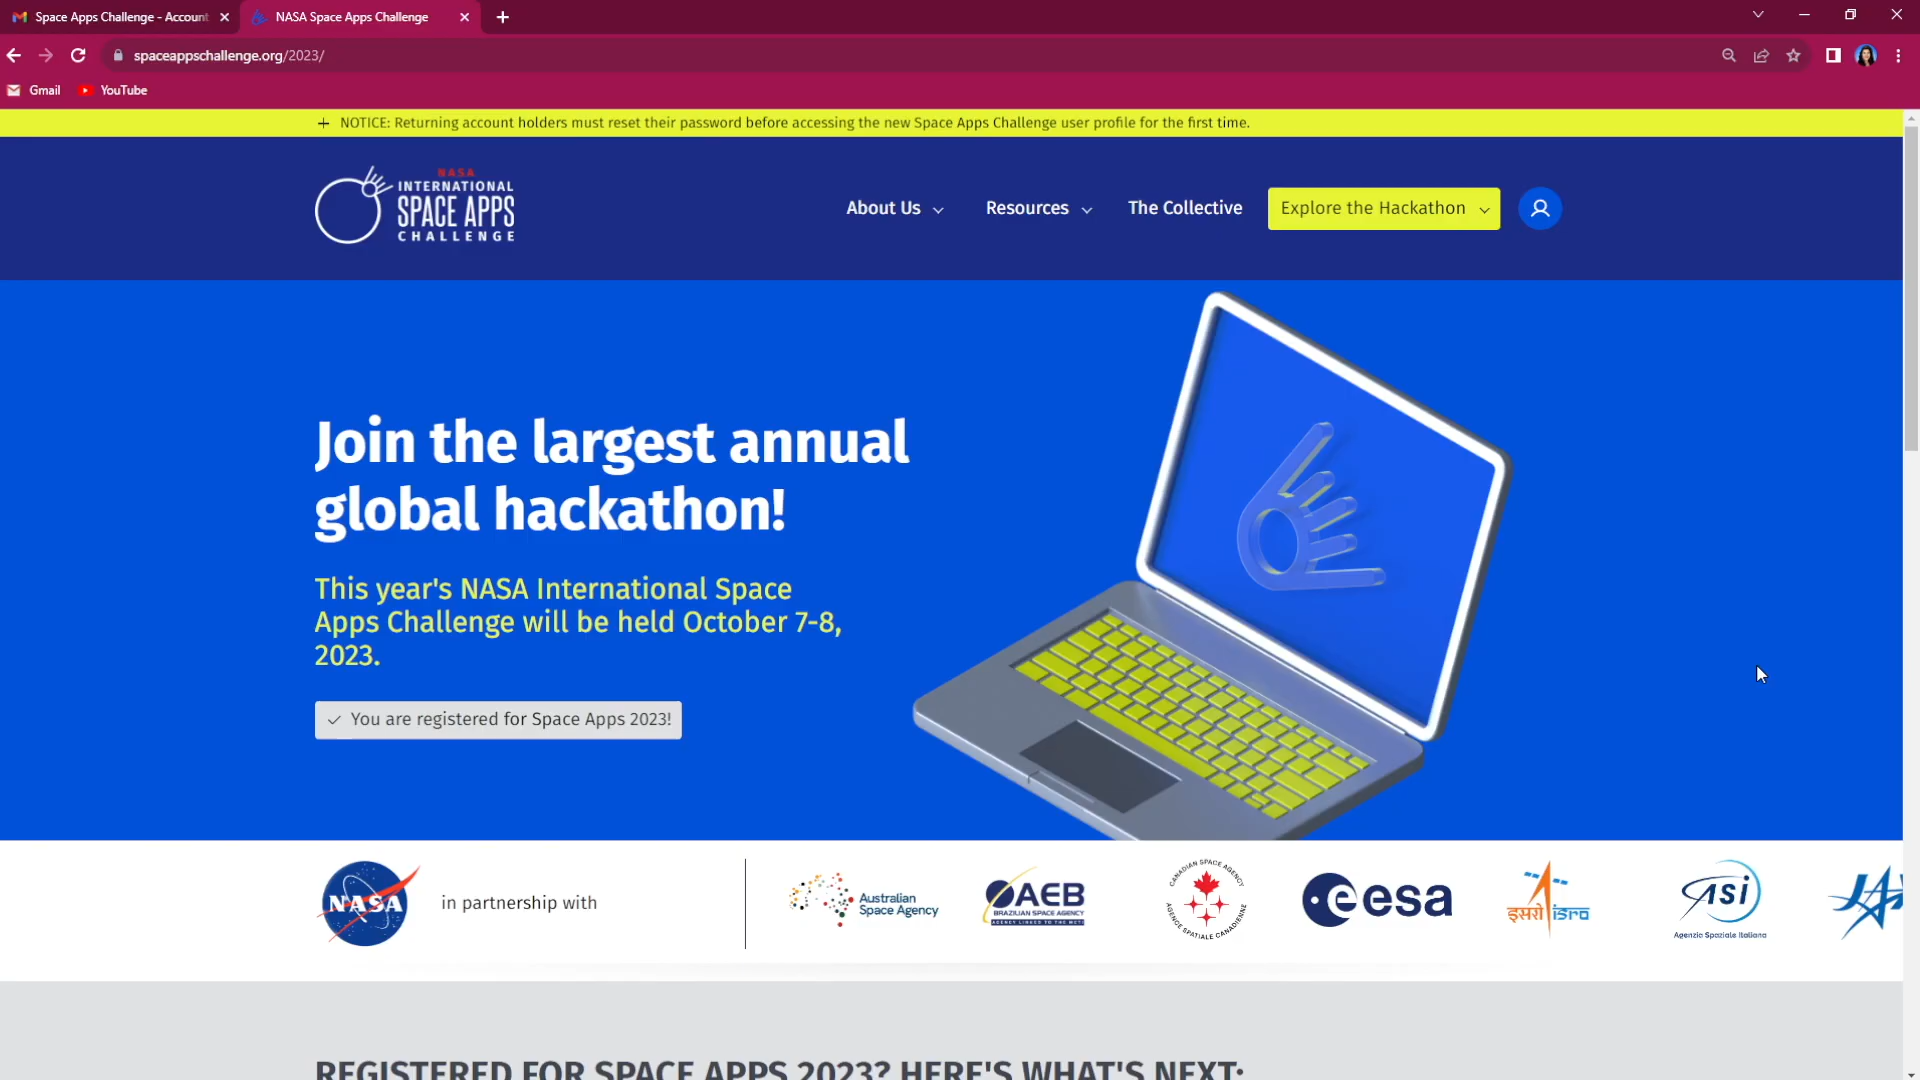 Space Apps Challenge - Account
NASA Space Apps Challenge
spaceappschallenge.org/2023/
Gmail
YouTube
NOTICE: Returning account holders must reset their password before accessing the new Space Apps Challenge user profile for the first time.
NASA
INTERNATIONAL
SPACE APPS
CHALLENGE
About Us
Resources
The Collective
Explore the Hackathon
Join the largest annual
global hackathon!
This year's NASA International Space
Apps Challenge will be held October 7-8,
2023.
You are registered for Space Apps 2023!
NASA
in partnership with
Australian
Space Agency
AEB
BRAZILIAN SPACE AGENCY
CANADIAN SPACE AGENCY
AGENCE SPATIALE CANADIENNE
esa
इसरो isro
ASI
Agenzia Spaziale Italiana
REGISTERED FOR SPACE APPS 2023? HERE'S WHAT'S NEXT: